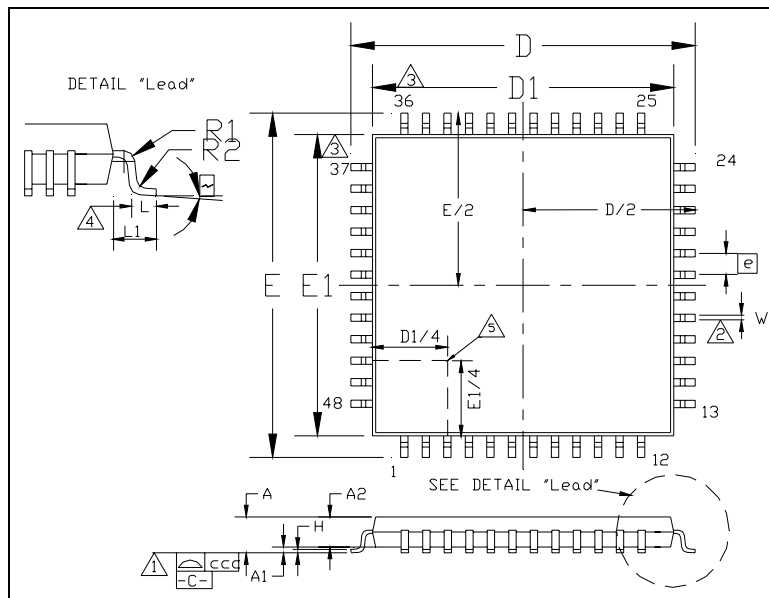 D
DETAIL "Lead"
3
D1
36
25
R1
R2
3
37
24
E/2
D/2
4
L
L1
e
E
E1
W
2
D1/4
5
E1/4
48
13
1
12
SEE DETAIL "Lead"
A
A2
H
1
ccc
-C-
A1